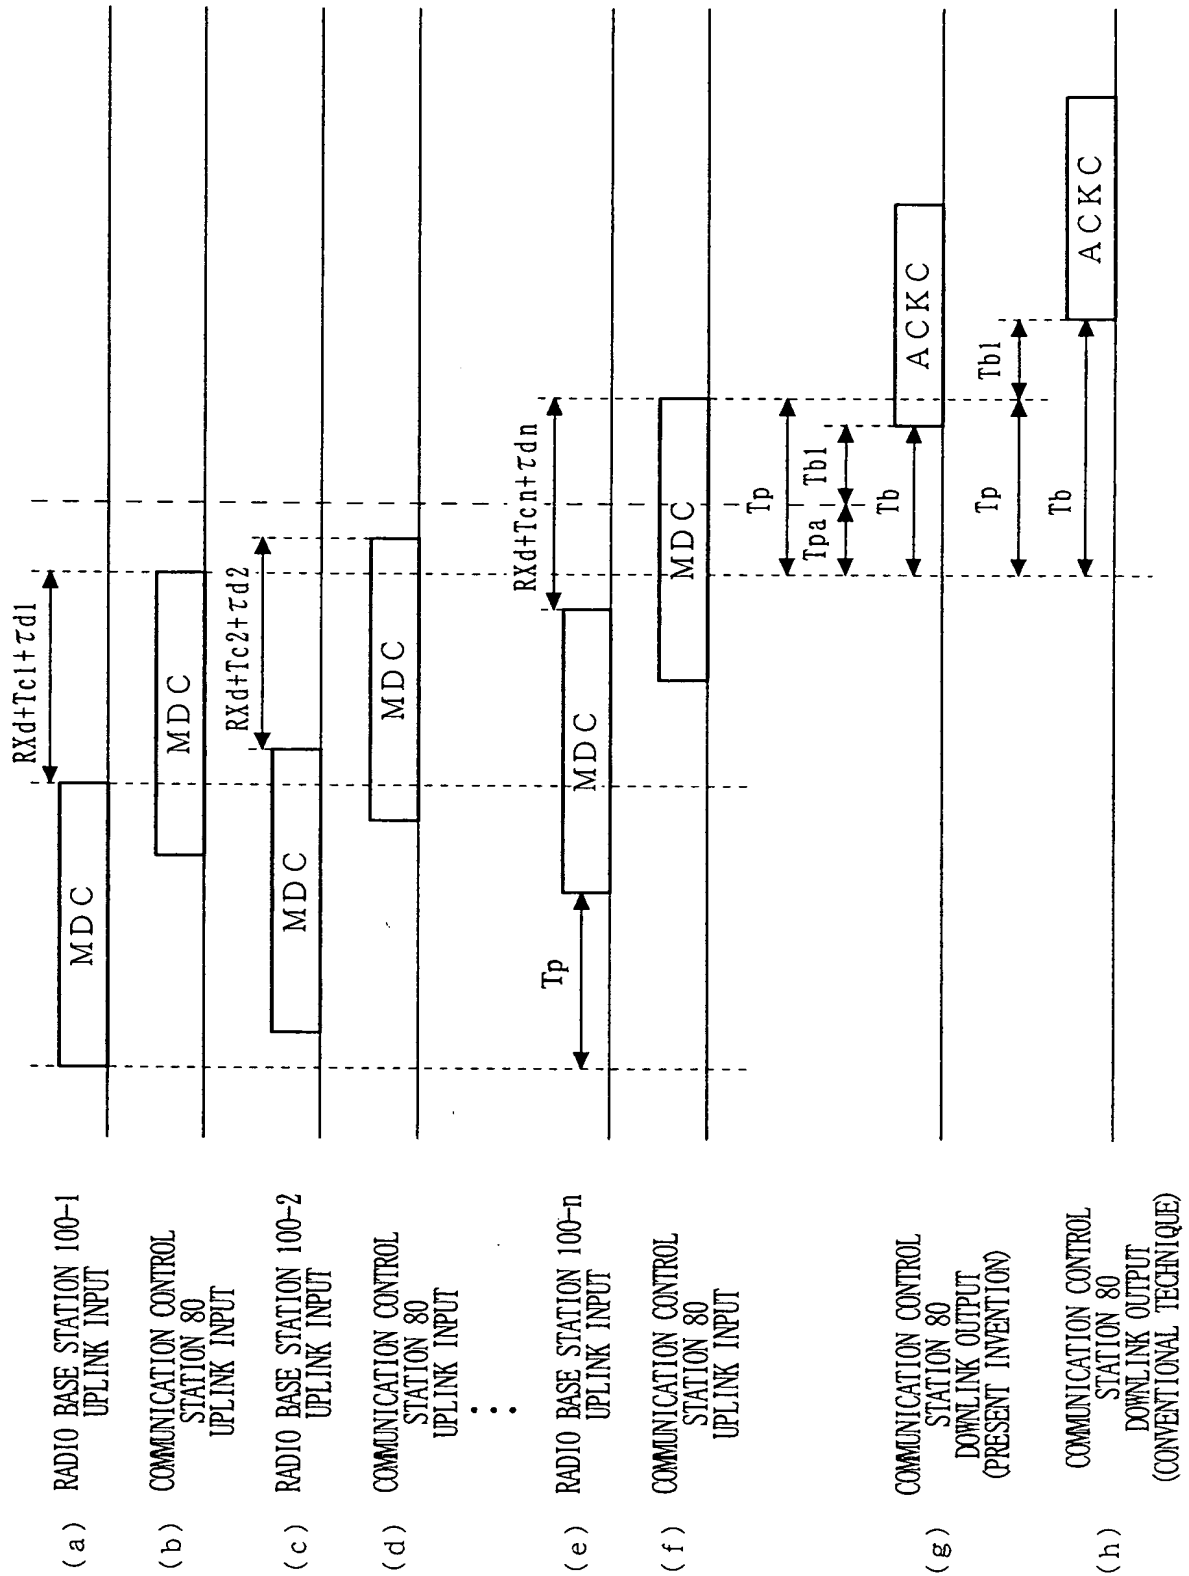 (a) RADIO BASE STATION 100-1
UPLINK INPUT
MDC
RXd+Tc1+τd1
(b) COMMUNICATION CONTROL
STATION 80
UPLINK INPUT
MDC
(c) RADIO BASE STATION 100-2
UPLINK INPUT
MDC
RXd+Tc2+τd2
(d) COMMUNICATION CONTROL
STATION 80
UPLINK INPUT
MDC
(e) RADIO BASE STATION 100-n
UPLINK INPUT
Tp
MDC
RXd+Tcn+τdn
(f) COMMUNICATION CONTROL
STATION 80
UPLINK INPUT
MDC
Tp
Tpa
Tb1
Tb
(g) COMMUNICATION CONTROL
STATION 80
DOWNLINK OUTPUT
(PRESENT INVENTION)
ACKC
Tp
Tb1
Tb
(h) COMMUNICATION CONTROL
STATION 80
DOWNLINK OUTPUT
(CONVENTIONAL TECHNIQUE)
ACKC